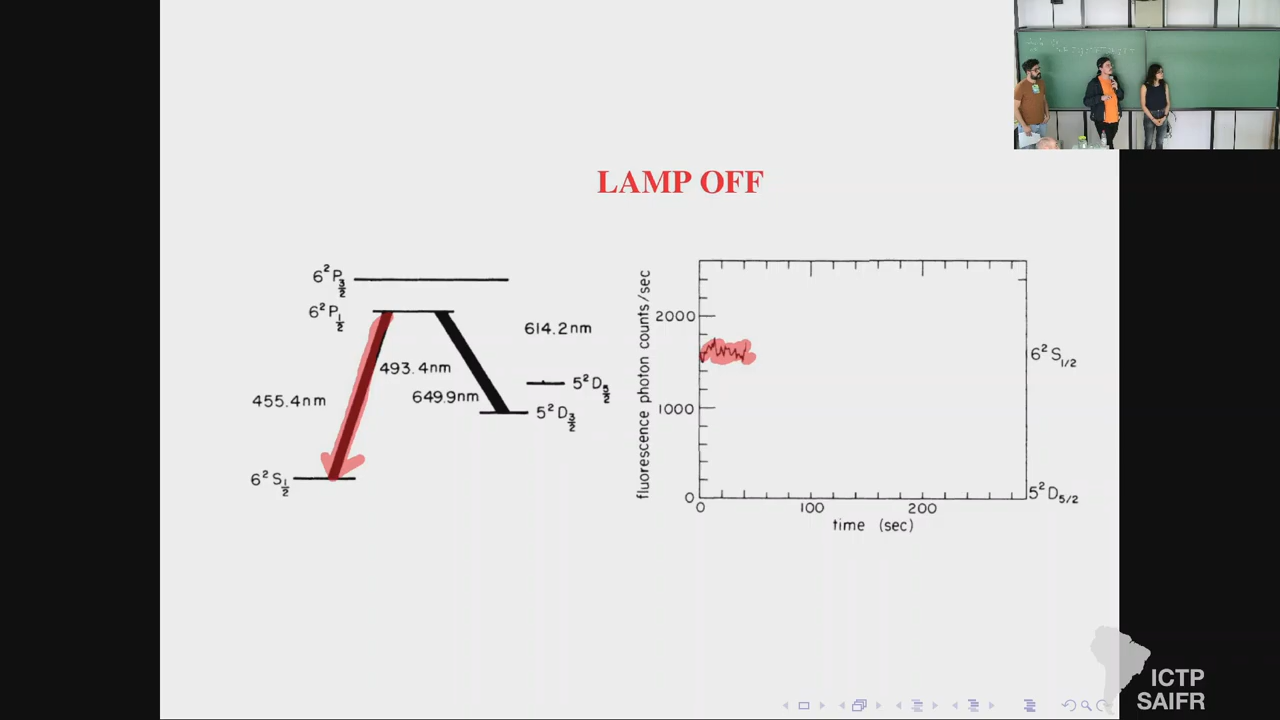 LAMP OFF
6²P3/2
6²P1/2
614.2nm
493.4nm
5²D5/2
455.4nm
649.9nm
5²D3/2
6²S1/2
fluorescence photon counts/sec
2000
1000
0
6²S1/2
5²D5/2
0
100
200
time (sec)
ICTP
SAIFR